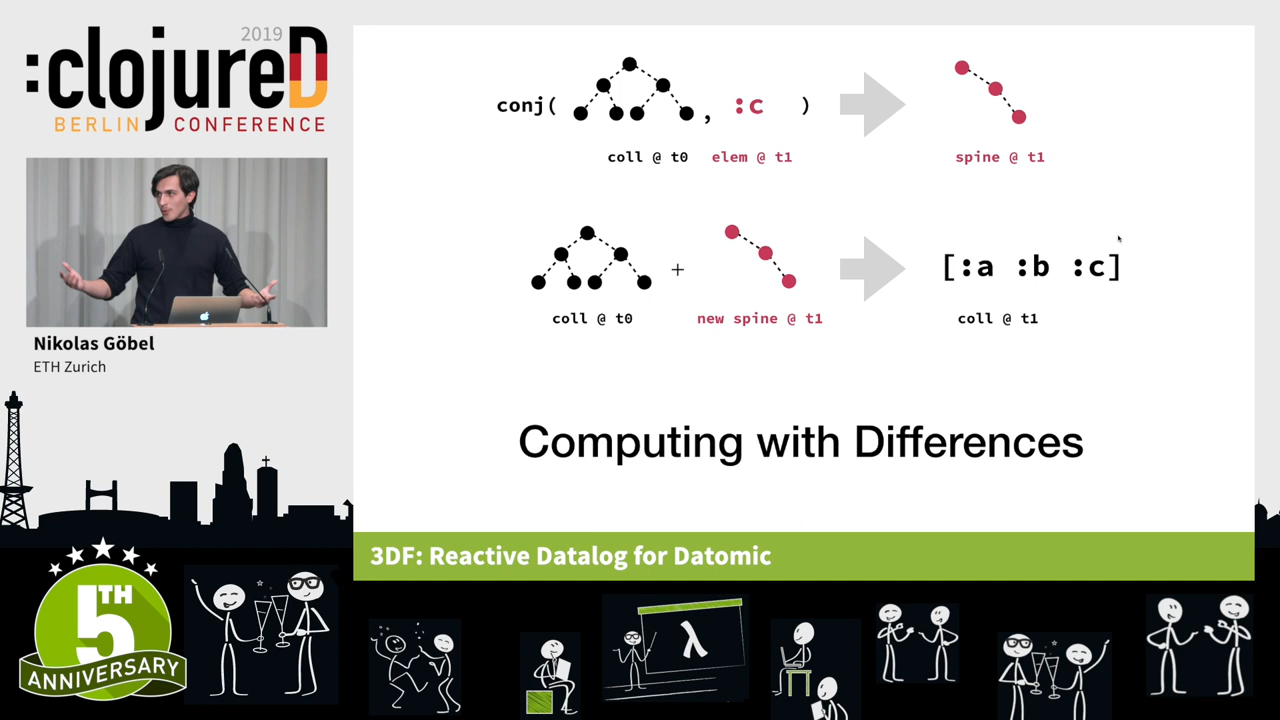 2019
:clojureD
BERLIN CONFERENCE
conj( , :c )
coll @ t0 elem @ t1 spine @ t1
+ [:a :b :c]
coll @ t0 new spine @ t1 coll @ t1
Computing with Differences
Nikolas Göbel
ETH Zurich
3DF: Reactive Datalog for Datomic
5TH
ANNIVERSARY
λ